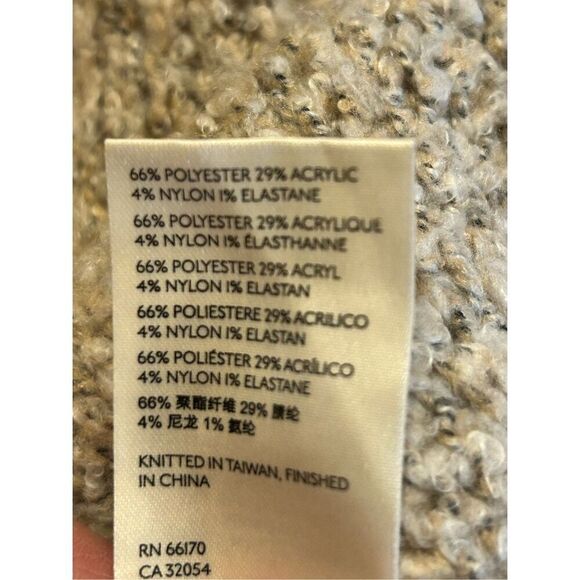 66% POLYESTER 29% ACRYLIC
4% NYLON 1% ELASTANE
66% POLYESTER 29% ACRYLIQUE
4% NYLON 1% ÉLASTHANNE
66% POLYESTER 29% ACRYL
4% NYLON 1% ELASTAN
66% POLIESTERE 29% ACRILICO
4% NYLON 1% ELASTAN
66% POLIÉSTER 29% ACRÍLICO
4% NYLON 1% ELASTANE
66% 聚酯纤维 29% 腈纶
4% 尼龙 1% 氨纶
KNITTED IN TAIWAN, FINISHED
IN CHINA
RN 66170
CA 32054